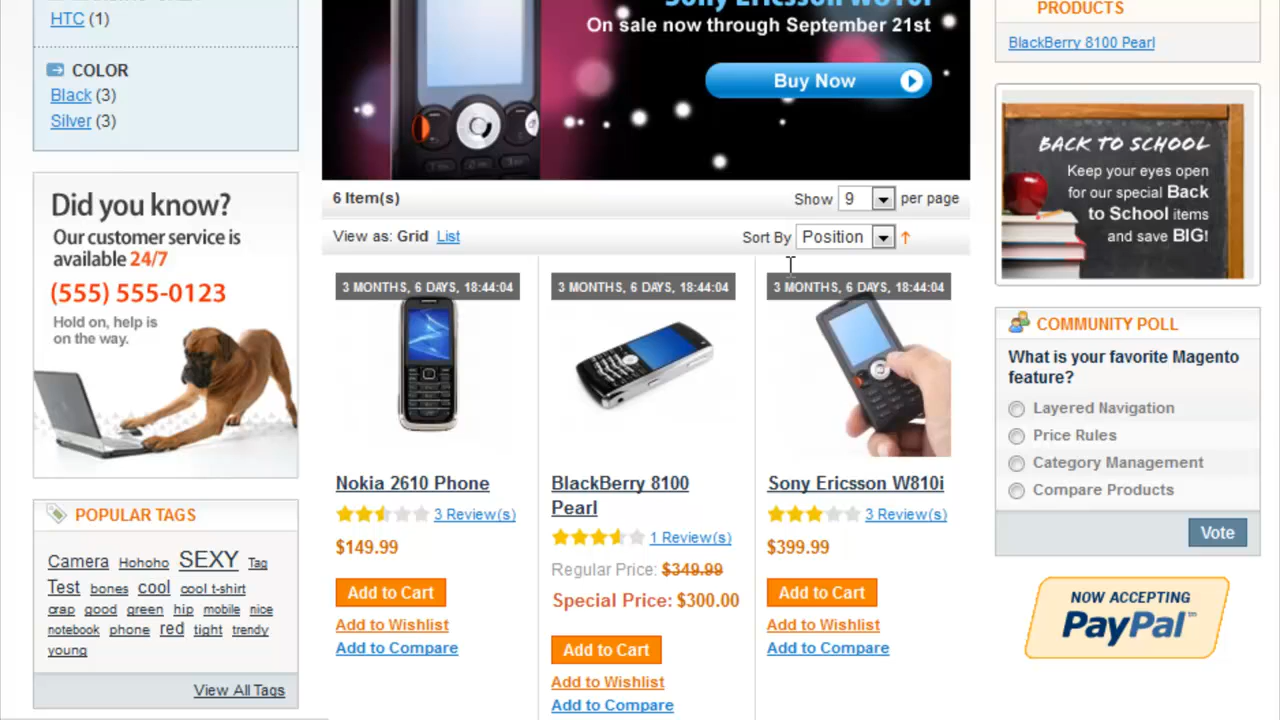 HTC (1)
COLOR
Black (3)
Silver (3)
Did you know?
Our customer service is
available 24/7
(555) 555-0123
Hold on, help is
on the way.
POPULAR TAGS
Camera Hohoho SEXY Tag
Test bones cool cool t-shirt
crap good green hip mobile nice
notebook phone red tight trendy
young
View All Tags
Sony Ericsson W810i
On sale now through September 21st
Buy Now
6 Item(s)
Show 9 per page
View as: Grid List
Sort By Position
3 MONTHS, 6 DAYS, 18:44:04
Nokia 2610 Phone
3 Review(s)
$149.99
Add to Cart
Add to Wishlist
Add to Compare
3 MONTHS, 6 DAYS, 18:44:04
BlackBerry 8100
Pearl
1 Review(s)
Regular Price: $349.99
Special Price: $300.00
Add to Cart
Add to Wishlist
Add to Compare
3 MONTHS, 6 DAYS, 18:44:04
Sony Ericsson W810i
3 Review(s)
$399.99
Add to Cart
Add to Wishlist
Add to Compare
PRODUCTS
BlackBerry 8100 Pearl
BACK TO SCHOOL
Keep your eyes open
for our special Back
to School items
and save BIG!
COMMUNITY POLL
What is your favorite Magento
feature?
Layered Navigation
Price Rules
Category Management
Compare Products
Vote
NOW ACCEPTING
PayPal